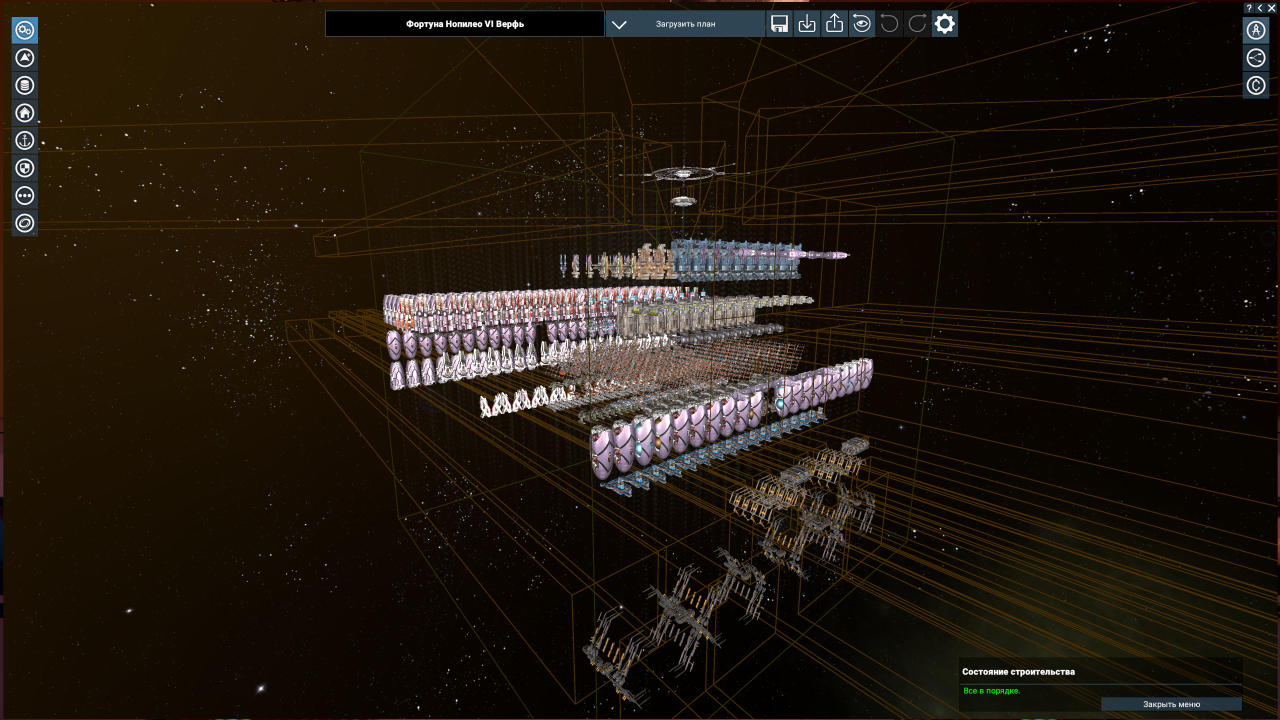 Фортуна Нопилео VI Верфь
Загрузить план
Состояние строительства
Все в порядке.
Закрыть меню